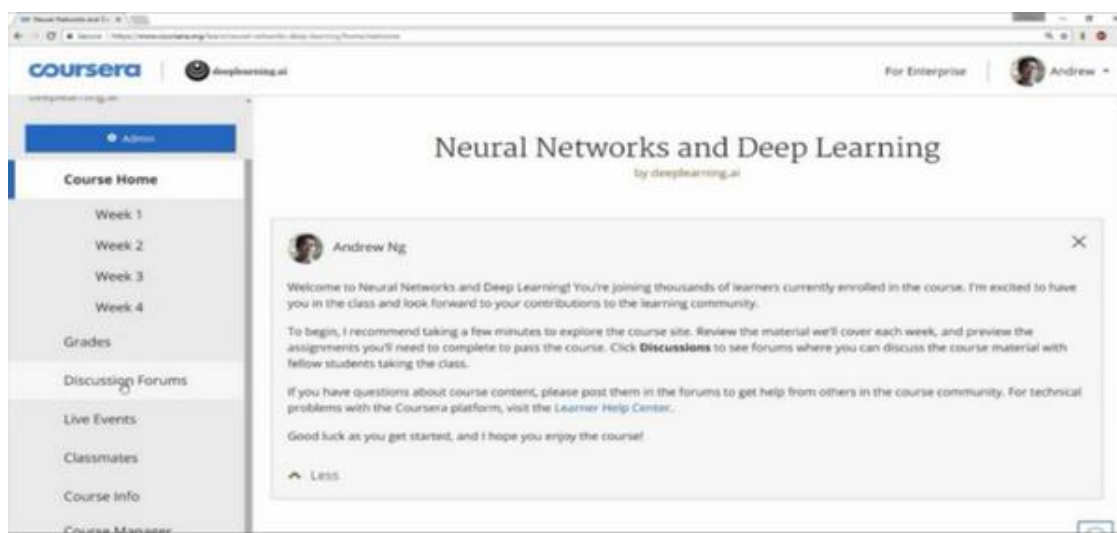 Secure
coursera
deeplearning.ai
For Enterprise
Andrew
deeplearning.ai
Admin
Course Home
Week 1
Week 2
Week 3
Week 4
Grades
Discussion Forums
Live Events
Classmates
Course Info
Course Manager
Neural Networks and Deep Learning
by deeplearning.ai
Andrew Ng
Welcome to Neural Networks and Deep Learning! You're joining thousands of learners currently enrolled in the course. I'm excited to have
you in the class and look forward to your contributions to the learning community.
To begin, I recommend taking a few minutes to explore the course site. Review the material we'll cover each week, and preview the
assignments you'll need to complete to pass the course. Click Discussions to see forums where you can discuss the course material with
fellow students taking the class.
If you have questions about course content, please post them in the forums to get help from others in the course community. For technical
problems with the Coursera platform, visit the Learner Help Center.
Good luck as you get started, and I hope you enjoy the course!
Less